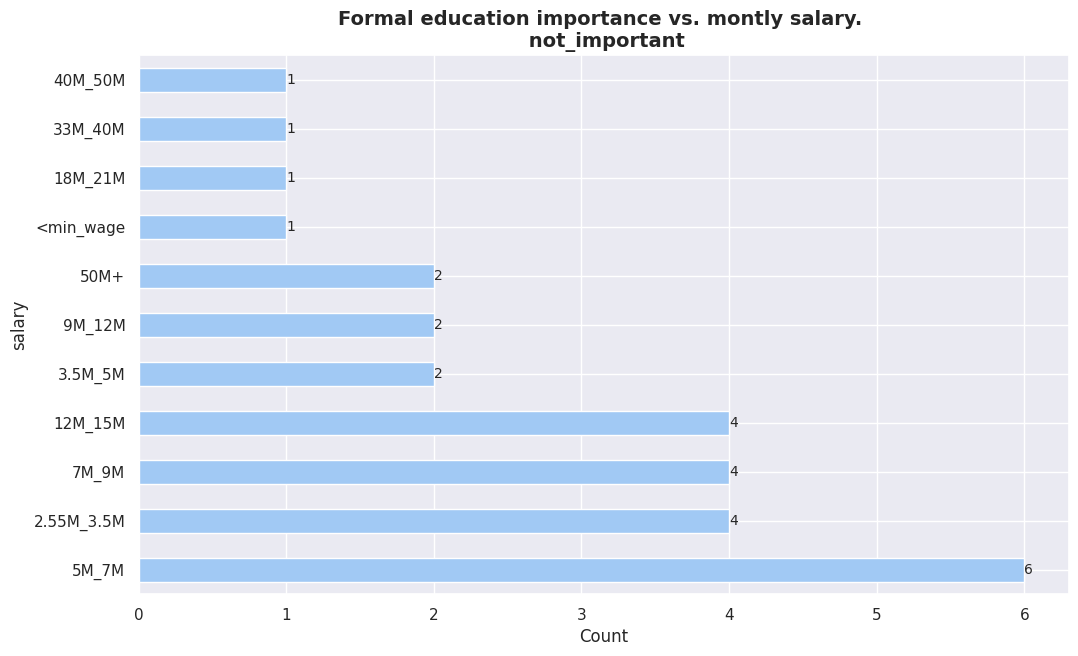 Formal education importance vs. montly salary.
not_important
40M_50M
1
33M_40M
1
18M_21M
1
<min_wage
1
50M+
2
9M_12M
2
3.5M_5M
2
12M_15M
4
7M_9M
4
2.55M_3.5M
4
5M_7M
6
salary
0 1 2 3 4 5 6
Count